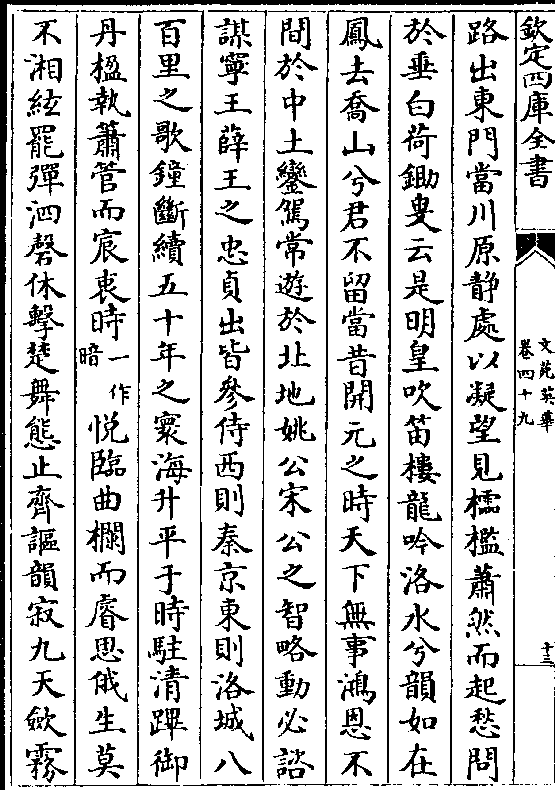 欽定四庫全書
文苑英華
卷四十九
十三
路出東門當川原静處以凝望見櫺檻蕭然而起愁問
於垂白荷鋤叟云是明皇吹笛樓龍吟洛水兮韻如在
鳳去喬山兮君不留當昔開元之時天下無事鴻恩不
間於中土鑾駕常遊於北地姚公宋公之智略動必諮
謀寧王薛王之忠貞出皆參侍西則秦京東則洛城八
百里之歌鐘斷續五十年之寰海升平于時駐清蹕御
丹楹執簫管而宸衷時一作暗悅臨曲欄而睿思俄生莫
不湘絃罷彈泗磬休擊楚舞態止齊謳韻寂九天斂霧